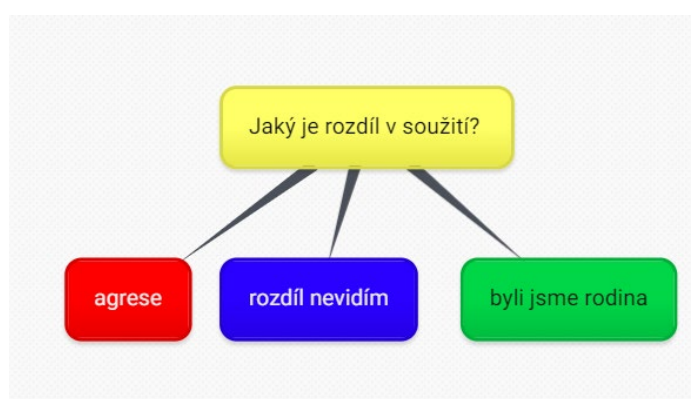 Jaký je rozdíl v soužití?
agrese
rozdíl nevidím
byli jsme rodina